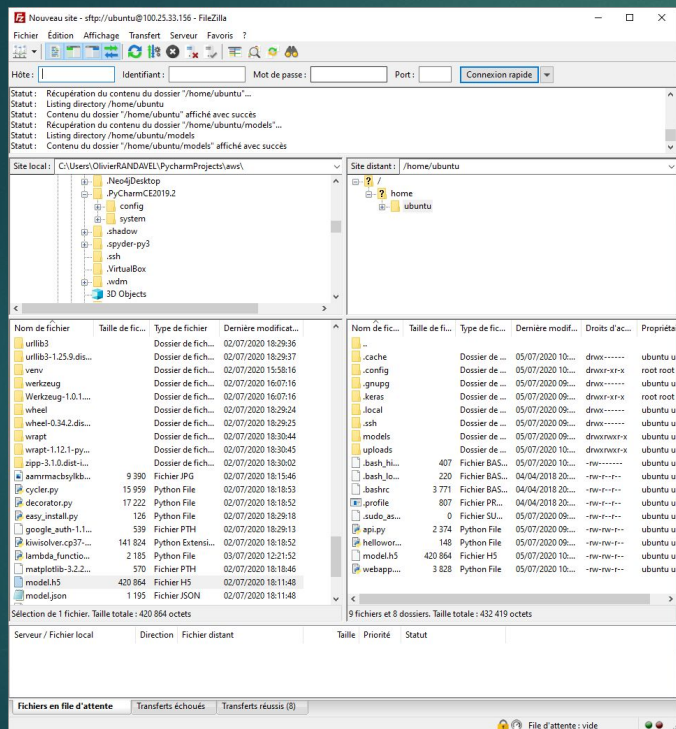 Nouveau site - sftp://ubuntu@100.25.33.156 - FileZilla
Fichier Édition Affichage Transfert Serveur Favoris ?
Hôte : Identifiant : Mot de passe : Port : Connexion rapide
Statut : Récupération du contenu du dossier "/home/ubuntu"...
Statut : Listing directory /home/ubuntu
Statut : Contenu du dossier "/home/ubuntu" affiché avec succès
Statut : Récupération du contenu du dossier "/home/ubuntu/models"...
Statut : Listing directory /home/ubuntu/models
Statut : Contenu du dossier "/home/ubuntu/models" affiché avec succès
Site local : C:\Users\OlivierRANDAVEL\PycharmProjects\aws\
.Neo4jDesktop
.PyCharmCE2019.2
config
system
.shadow
.spyder-py3
.ssh
.VirtualBox
.wdm
3D Objects
Site distant : /home/ubuntu
/
home
ubuntu
Nom de fichier Taille de fic... Type de fichier Dernière modificat...
urllib3 Dossier de fich... 02/07/2020 18:29:36
urllib3-1.25.9.dis... Dossier de fich... 02/07/2020 18:29:37
venv Dossier de fich... 02/07/2020 15:58:16
werkzeug Dossier de fich... 02/07/2020 16:07:16
Werkzeug-1.0.1.... Dossier de fich... 02/07/2020 16:07:16
wheel Dossier de fich... 02/07/2020 18:29:24
wheel-0.34.2.dis... Dossier de fich... 02/07/2020 18:29:25
wrapt Dossier de fich... 02/07/2020 18:30:44
wrapt-1.12.1-py... Dossier de fich... 02/07/2020 18:30:45
zipp-3.1.0.dist-i... Dossier de fich... 02/07/2020 18:30:02
aamrmacbsylkb... 9 390 Fichier JPG 02/07/2020 18:15:46
cycler.py 15 959 Python File 02/07/2020 18:18:53
decorator.py 17 222 Python File 02/07/2020 18:18:52
easy_install.py 126 Python File 02/07/2020 18:29:18
google_auth-1.1... 539 Fichier PTH 02/07/2020 18:29:13
kiwisolver.cp37-... 141 824 Python Extensi... 02/07/2020 18:18:52
lambda_functio... 2 185 Python File 03/07/2020 12:21:52
matplotlib-3.2.2... 570 Fichier PTH 02/07/2020 18:18:46
model.h5 420 864 Fichier H5 02/07/2020 18:11:48
model.json 1 195 Fichier JSON 02/07/2020 18:11:48
Sélection de 1 fichier. Taille totale : 420 864 octets
Nom de fic... Taille de fi... Type de fic... Dernière modif... Droits d'ac... Propriéta
..
.cache Dossier de ... 05/07/2020 10:... drwx------ ubuntu u
.config Dossier de ... 05/07/2020 10:... drwxr-xr-x root root
.gnupg Dossier de ... 05/07/2020 09:... drwx------ ubuntu u
.keras Dossier de ... 05/07/2020 10:... drwxr-xr-x root root
.local Dossier de ... 05/07/2020 09:... drwx------ ubuntu u
.ssh Dossier de ... 05/07/2020 09:... drwx------ ubuntu u
models Dossier de ... 05/07/2020 09:... drwxrwxr-x ubuntu u
uploads Dossier de ... 05/07/2020 10:... drwxrwxr-x ubuntu u
.bash_hi... 407 Fichier BAS... 05/07/2020 10:... -rw------- ubuntu u
.bash_lo... 220 Fichier BAS... 04/04/2018 20:... -rw-r--r-- ubuntu u
.bashrc 3 771 Fichier BAS... 04/04/2018 20:... -rw-r--r-- ubuntu u
.profile 807 Fichier PR... 04/04/2018 20:... -rw-r--r-- ubuntu u
.sudo_as... 0 Fichier SU... 05/07/2020 09:... -rw-r--r-- ubuntu u
api.py 2 374 Python File 05/07/2020 09:... -rw-rw-r-- ubuntu u
hellowor... 148 Python File 05/07/2020 09:... -rw-rw-r-- ubuntu u
model.h5 420 864 Fichier H5 05/07/2020 10:... -rw-rw-r-- ubuntu u
webapp.... 3 828 Python File 05/07/2020 09:... -rw-rw-r-- ubuntu u
9 fichiers et 8 dossiers. Taille totale : 432 419 octets
Serveur / Fichier local Direction Fichier distant Taille Priorité Statut
Fichiers en file d'attente Transferts échoués Transferts réussis (8)
File d'attente : vide